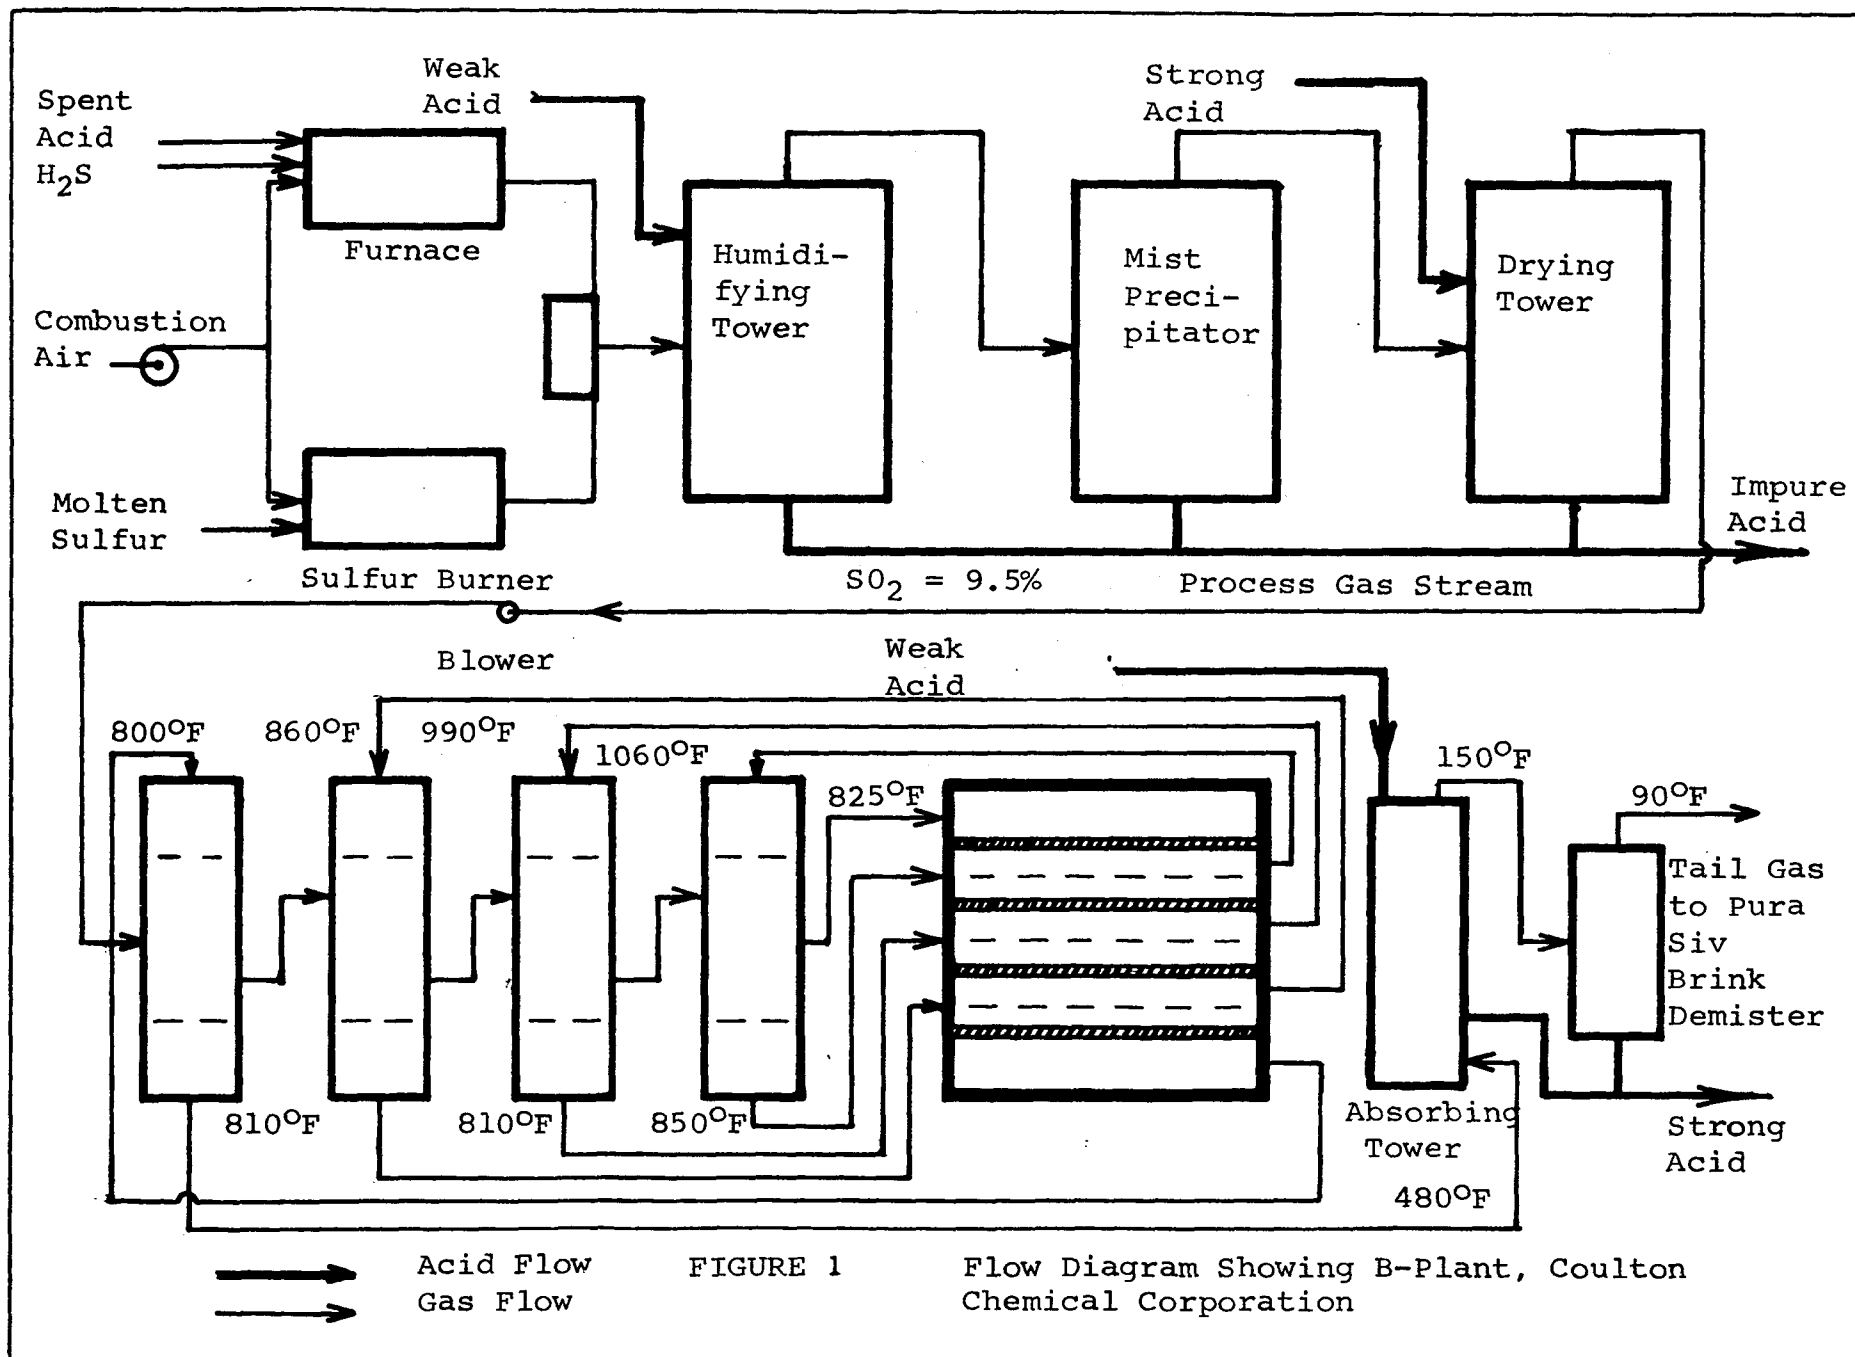 Spent
Acid
H2S
Weak
Acid
Furnace
Combustion
Air
Molten
Sulfur
Sulfur Burner
Humidi-
fying
Tower
Mist
Preci-
pitator
Strong
Acid
Drying
Tower
Impure
Acid
SO2 = 9.5%
Process Gas Stream
Blower
Weak
Acid
800°F
860°F
990°F
1060°F
825°F
150°F
90°F
Tail Gas
to Pura
Siv
Brink
Demister
810°F
810°F
850°F
Absorbing
Tower
480°F
Strong
Acid
Acid Flow
Gas Flow
FIGURE 1
Flow Diagram Showing B-Plant, Coulton
Chemical Corporation